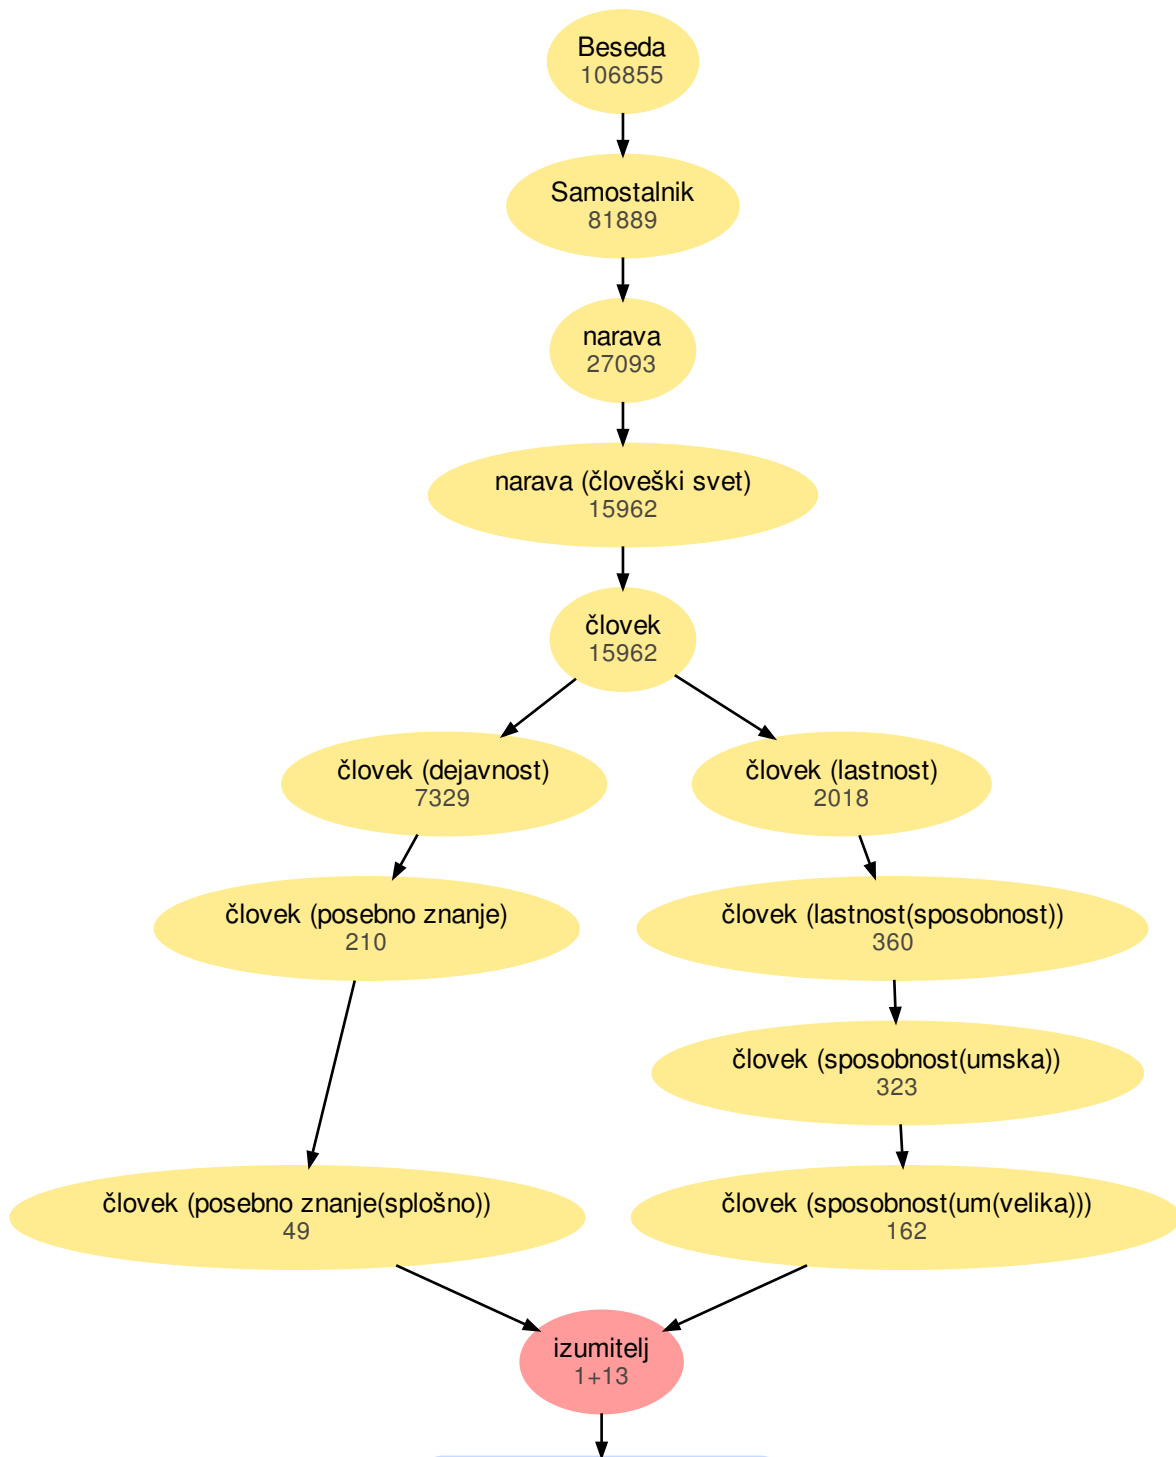 Beseda
106855
Samostalnik
81889
narava
27093
narava (človeški svet)
15962
človek
15962
človek (dejavnost)
7329
človek (lastnost)
2018
človek (posebno znanje)
210
človek (lastnost(sposobnost))
360
človek (sposobnost(umska))
323
človek (posebno znanje(splošno))
49
človek (sposobnost(um(velika)))
162
izumitelj
1+13